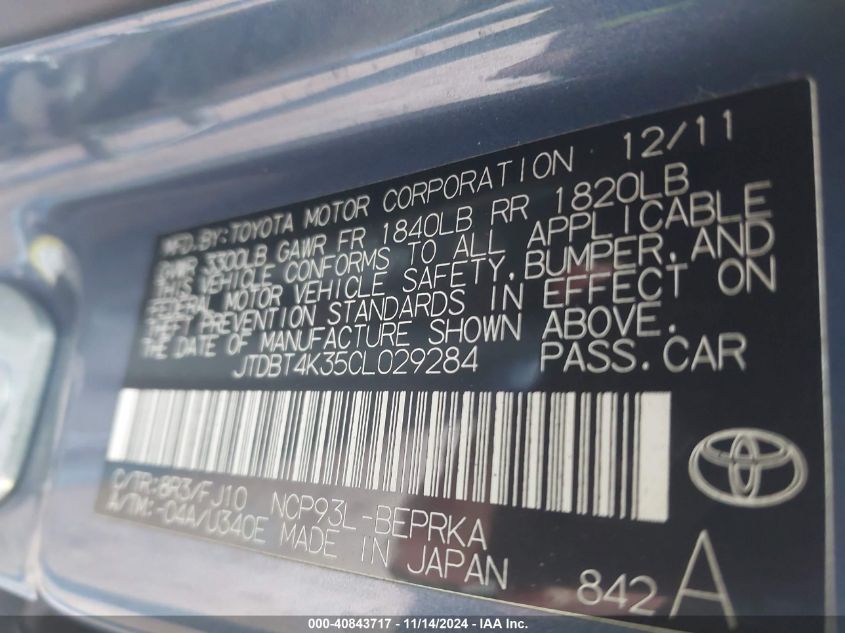 MFD.BY:TOYOTA MOTOR CORPORATION 12/11
GVWR 3300LB GAWR FR 1840LB RR 1820LB
THIS VEHICLE CONFORMS TO ALL APPLICABLE
FEDERAL MOTOR VEHICLE SAFETY,BUMPER,AND
THEFT PREVENTION STANDARDS IN EFFECT ON
THE DATE OF MANUFACTURE SHOWN ABOVE.
JTDBT4K35CL029284 PASS.CAR
C/TR:8R3/FJ10 NCP93L-BEPRKA
A/TM:-04A/U340E MADE IN JAPAN
842A
000-40843717 - 11/14/2024 - IAAI Inc.